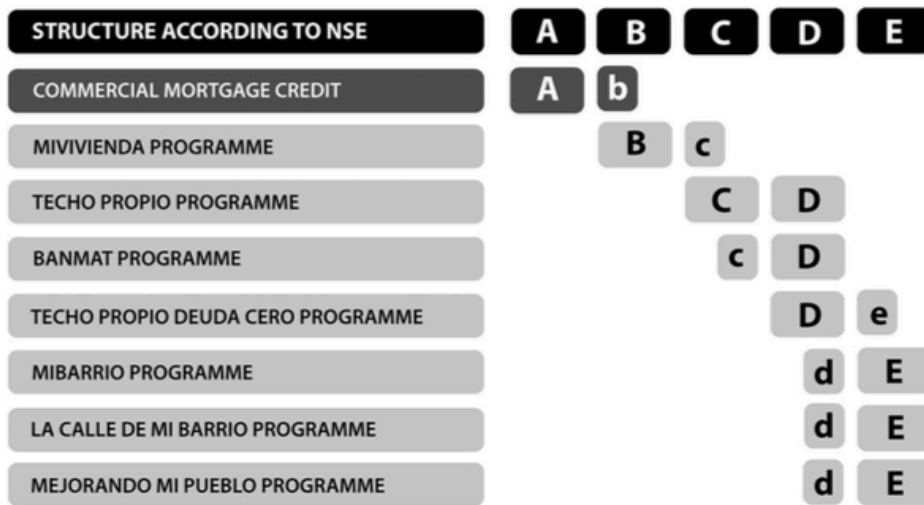 STRUCTURE ACCORDING TO NSE A B C D E
COMMERCIAL MORTGAGE CREDIT A b
MIVIVIENDA PROGRAMME B c
TECHO PROPIO PROGRAMME C D
BANMAT PROGRAMME c D
TECHO PROPIO DEUDA CERO PROGRAMME D e
MIBARRIO PROGRAMME d E
LA CALLE DE MI BARRIO PROGRAMME d E
MEJORANDO MI PUEBLO PROGRAMME d E